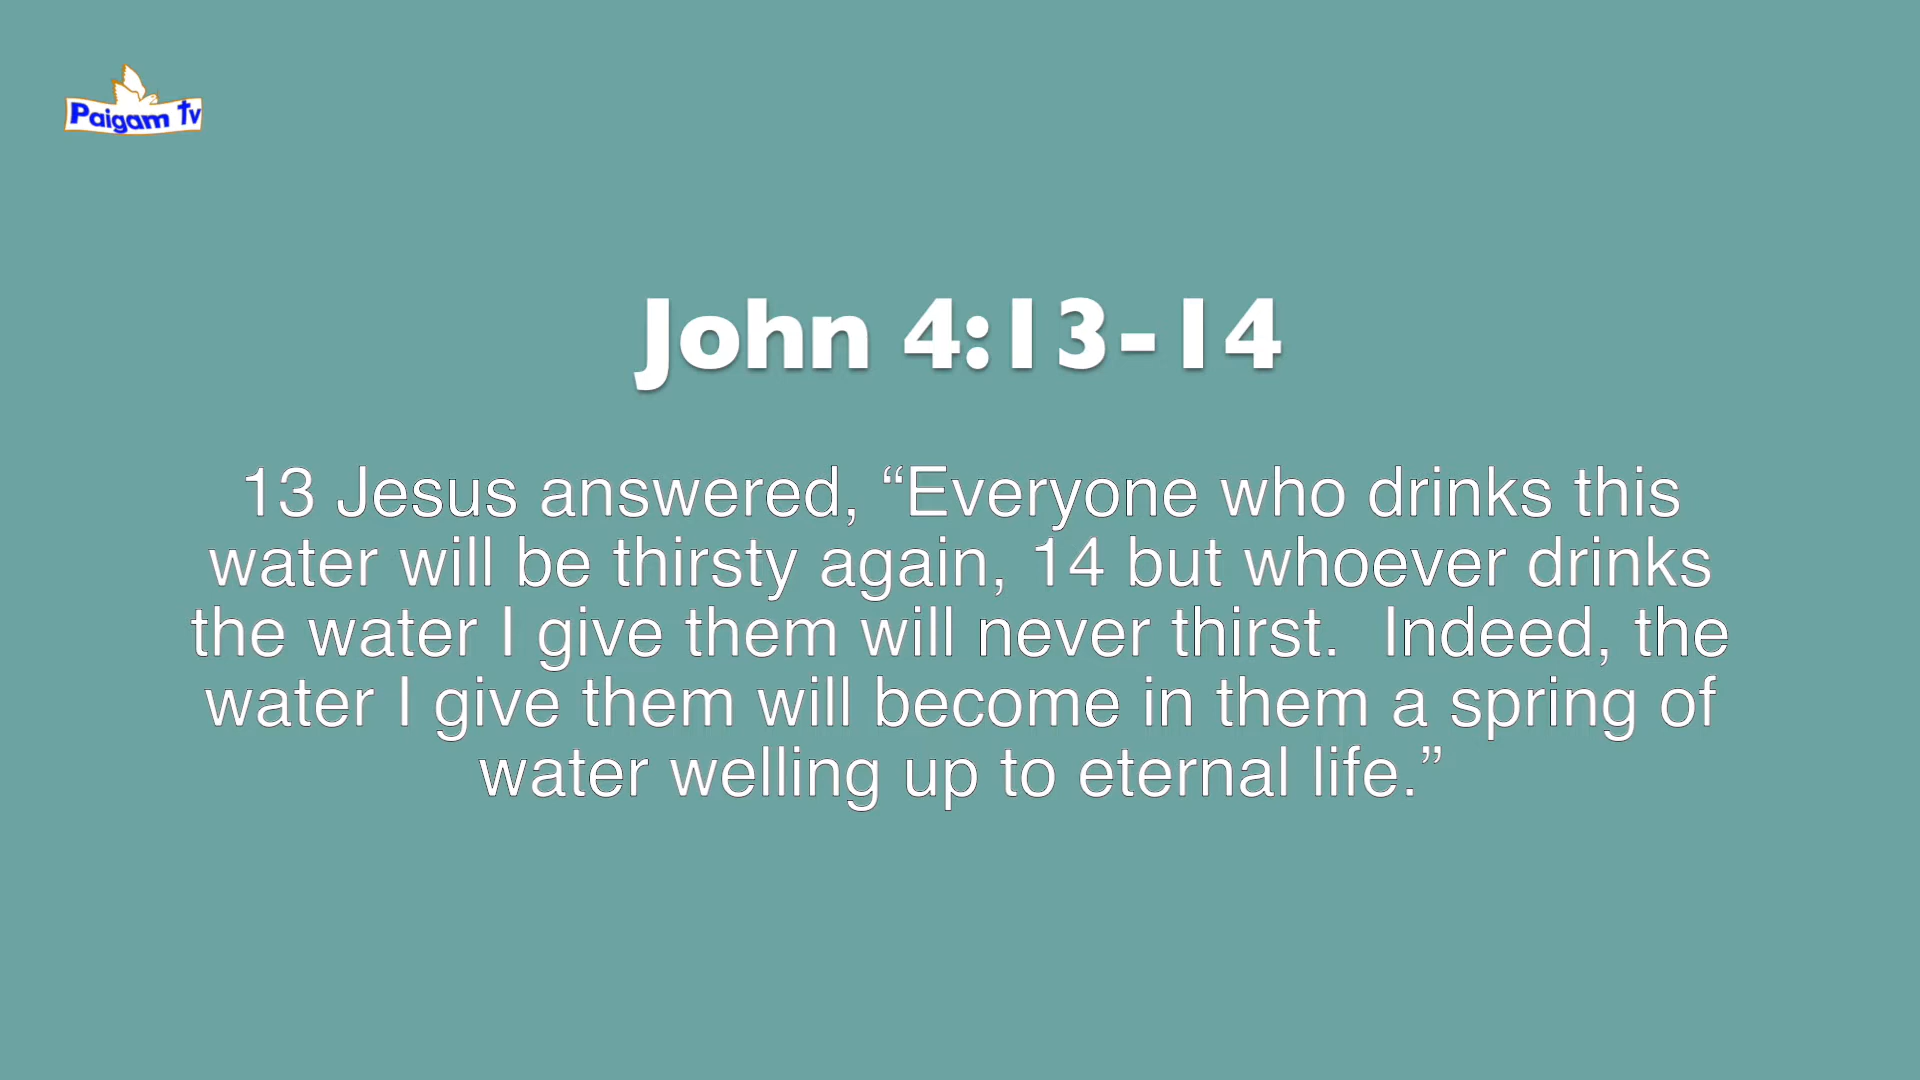 Paigam Tv
John 4:13-14
13 Jesus answered, “Everyone who drinks this
water will be thirsty again, 14 but whoever drinks
the water I give them will never thirst.  Indeed, the
water I give them will become in them a spring of
water welling up to eternal life.”